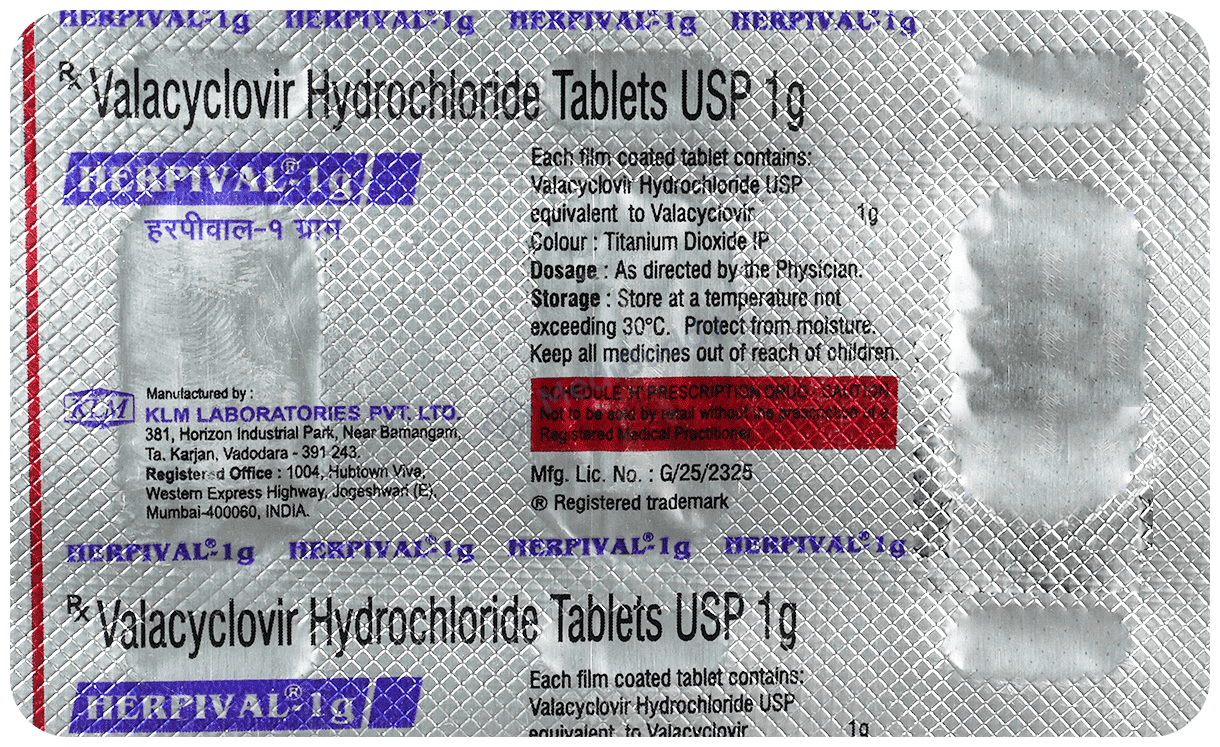 HERPIVAL®-1g HERPIVAL®-1g HERPIVAL®-1g HERPIVAL®-1g
Rx Valacyclovir Hydrochloride Tablets USP 1g
HERPIVAL®-1g
हरपीवाल-१ ग्राम
Each film coated tablet contains:
Valacyclovir Hydrochloride USP
equivalent to Valacyclovir 1g
Colour : Titanium Dioxide IP
Dosage : As directed by the Physician.
Storage : Store at a temperature not
exceeding 30°C. Protect from moisture.
Keep all medicines out of reach of children.
SCHEDULE 'H' PRESCRIPTION DRUG - CAUTION
Not to be sold by retail without the prescription of a
Registered Medical Practitioner
Mfg. Lic. No. : G/25/2325
® Registered trademark
KLM
Manufactured by :
KLM LABORATORIES PVT. LTD.
381, Horizon Industrial Park, Near Bamangam,
Ta. Karjan, Vadodara - 391 243.
Registered Office : 1004, Hubtown Viva,
Western Express Highway, Jogeshwari (E),
Mumbai-400060, INDIA.
HERPIVAL®-1g HERPIVAL®-1g HERPIVAL®-1g HERPIVAL®-1g
Rx Valacyclovir Hydrochloride Tablets USP 1g
HERPIVAL®-1g
Each film coated tablet contains:
Valacyclovir Hydrochloride USP
equivalent to Valacyclovir 1g